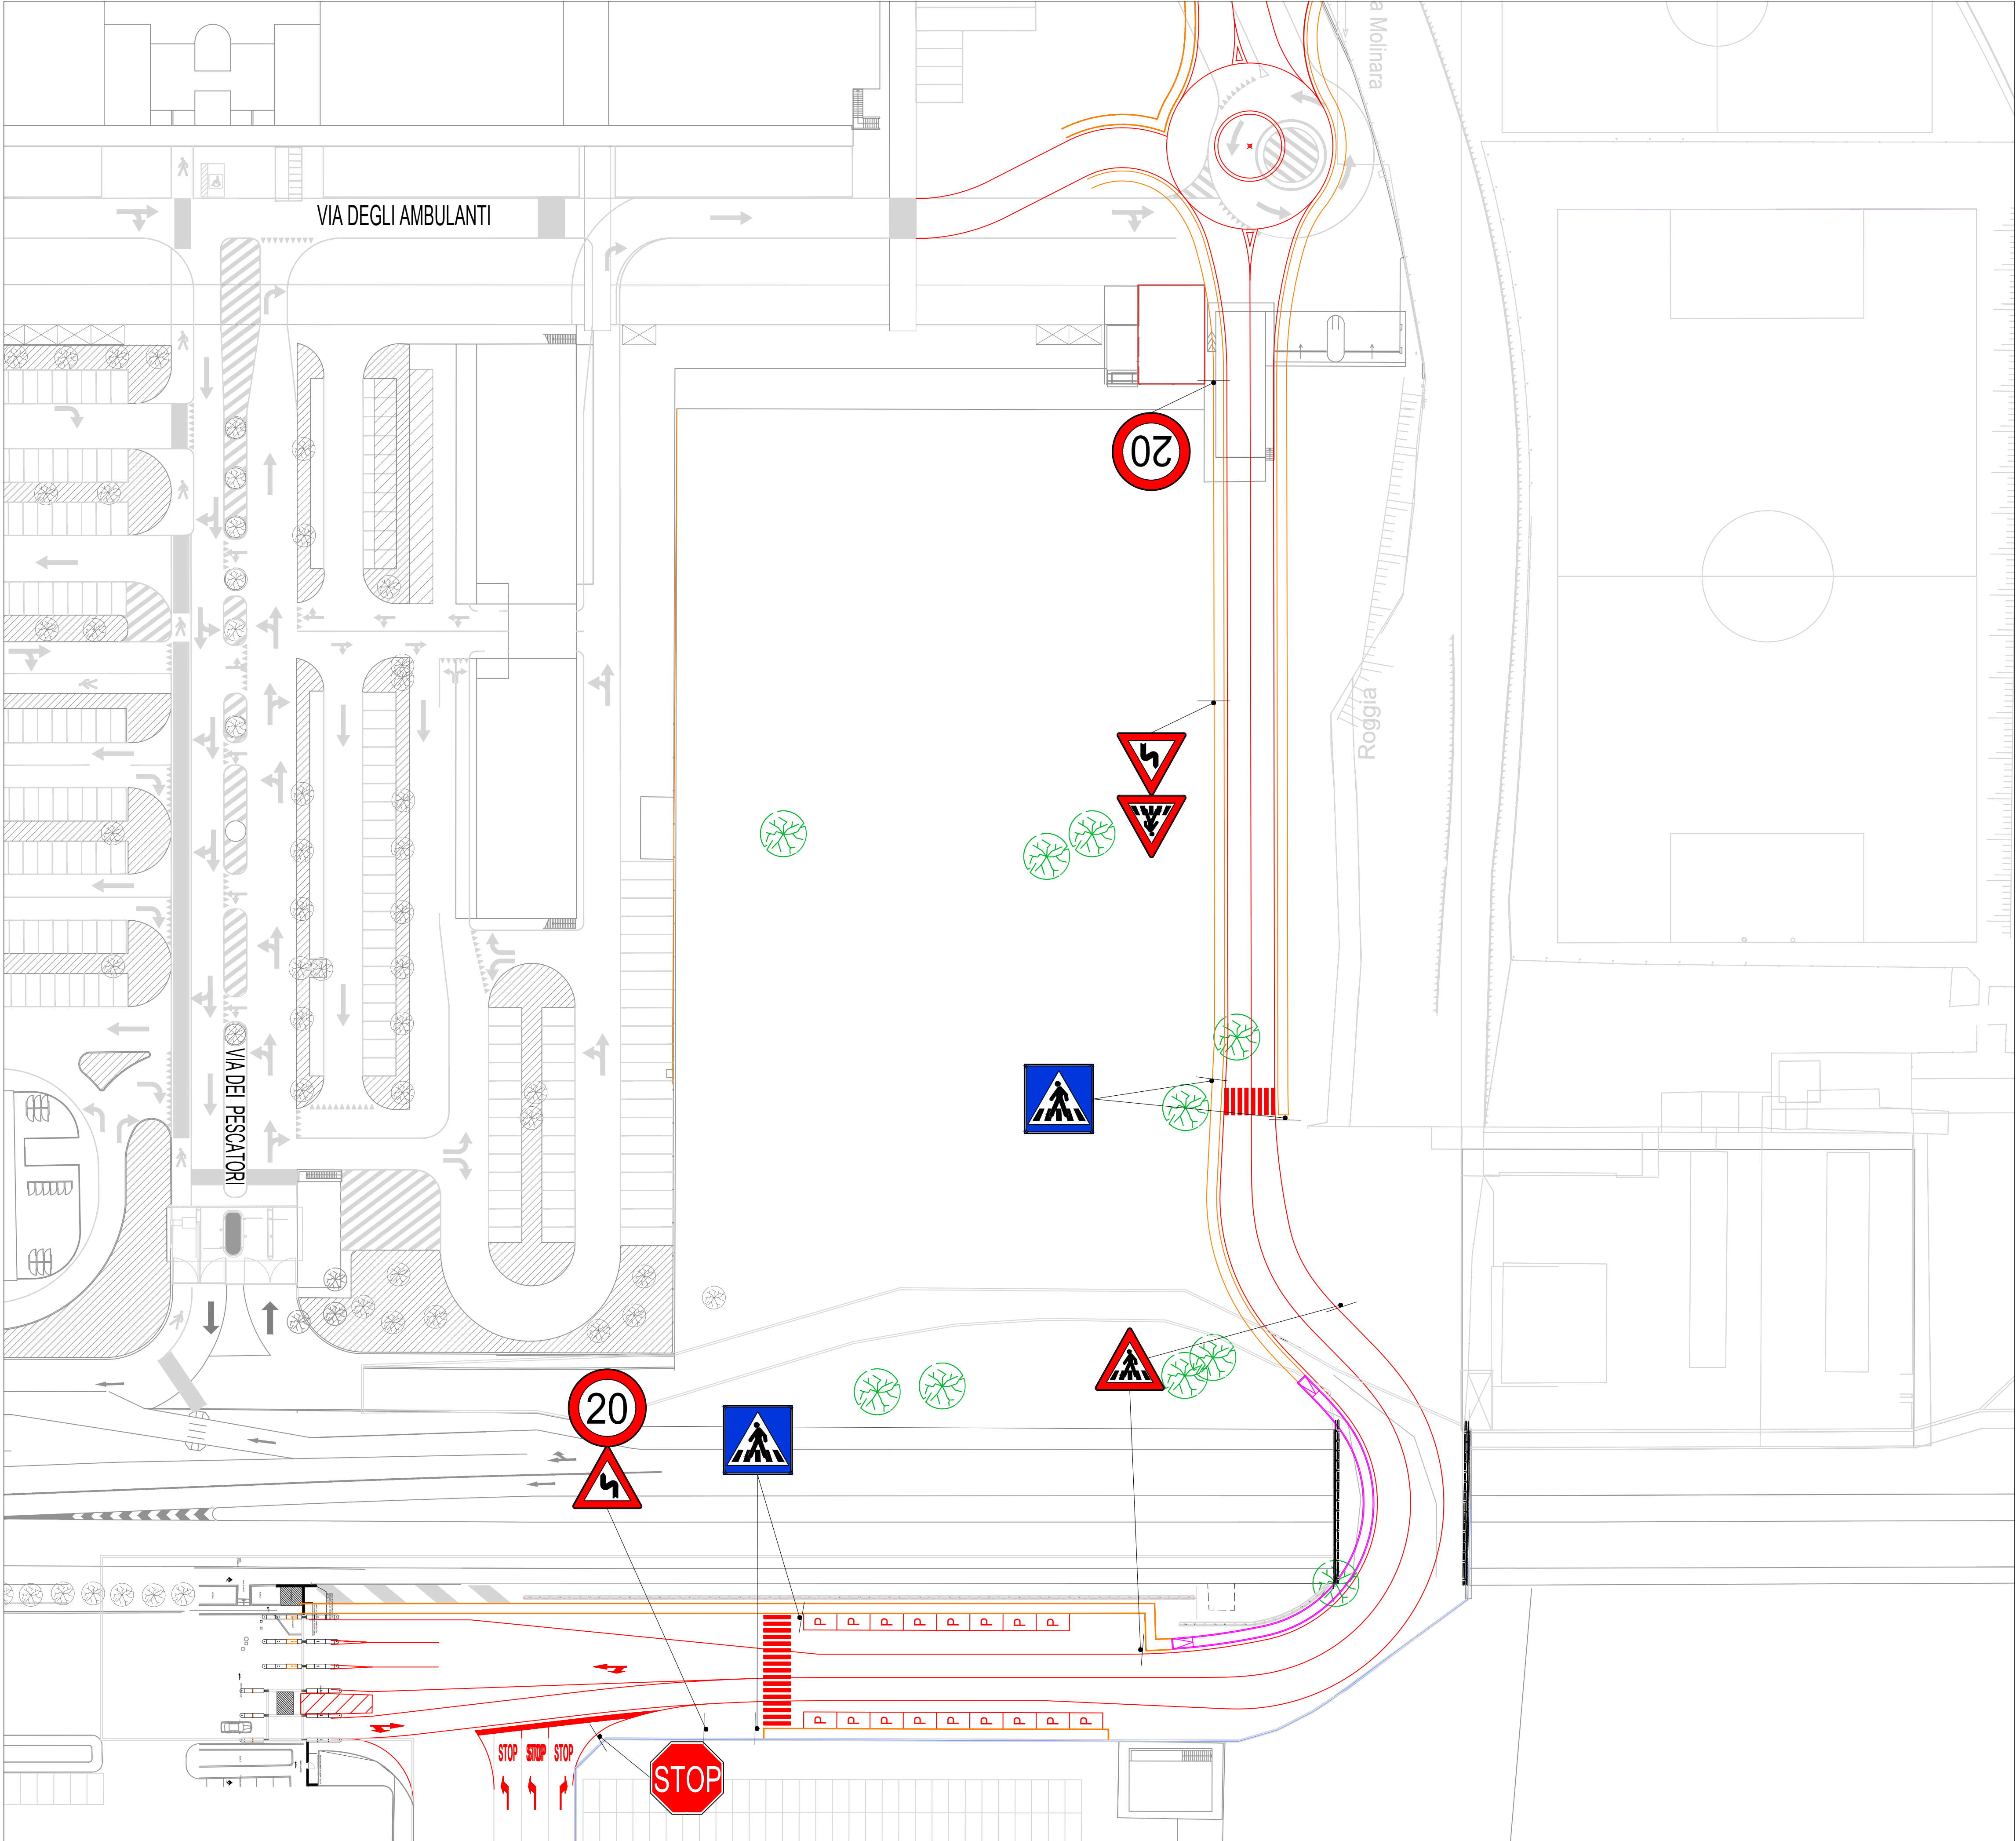 a Molinara
VIA DEGLI AMBULANTI
20
Roggia
VIA DEI PESCATORI
20
P P P P P P P P
P P P P P P P P P
STOP STOP STOP
STOP